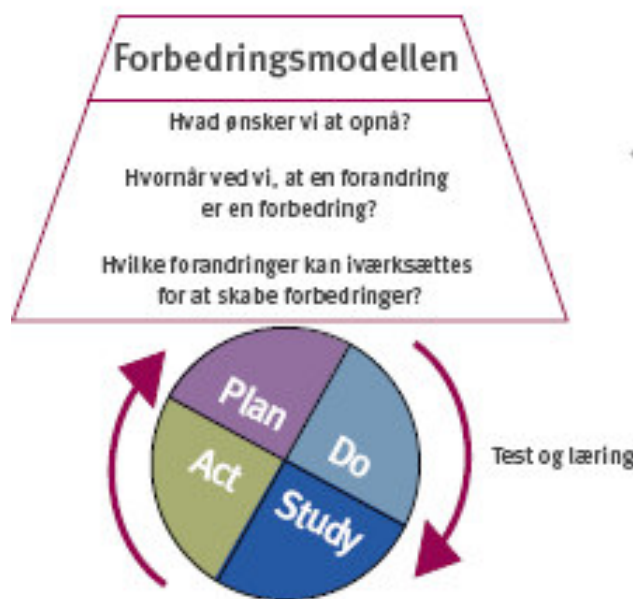 Forbedringsmodellen
Hvad ønsker vi at opnå?
Hvornår ved vi, at en forandring
er en forbedring?
Hvilke forandringer kan iværksættes
for at skabe forbedringer?
Plan
Do
Act
Study
Test og læring